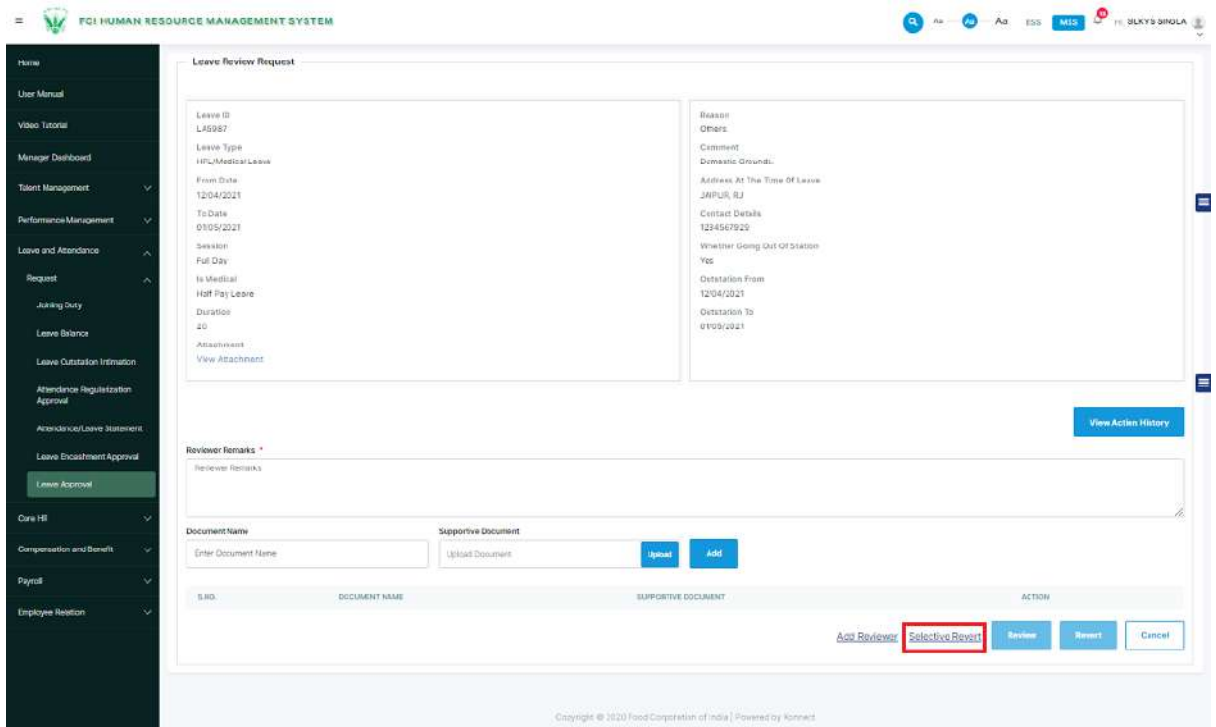 FCI HUMAN RESOURCE MANAGEMENT SYSTEM
Aa Aa Aa ESS MSS
Home
User Manual
Video Tutorial
Manager Dashboard
Talent Management
Performance Management
Leave and Attendance
Request
Joining Duty
Leave Balance
Leave Outstation Intimation
Attendance Regularization
Approval
Attendance/Leave Statement
Leave Encashment Approval
Leave Approval
Core HR
Compensation and Benefit
Payroll
Employee Relation
Leave Review Request
Leave ID
LA5987
Leave Type
HPL/Medical Leave
From Date
12/04/2021
To Date
01/05/2021
Session
Full Day
Is Medical
Half Pay Leave
Duration
20
Attachment
View Attachment
Reason
Others
Comment
Domestic Grounds.
Address At The Time Of Leave
JAIPUR, RJ
Contact Details
1234567929
Whether Going Out Of Station
Yes
Outstation From
12/04/2021
Outstation To
01/05/2021
View Action History
Reviewer Remarks *
Reviewer Remarks
Document Name Supportive Document
Enter Document Name Upload Document Upload Add
S.NO. DOCUMENT NAME SUPPORTIVE DOCUMENT ACTION
Add Reviewer Selective Revert Review Revert Cancel
Copyright © 2020 Food Corporation of India | Powered by Konnect